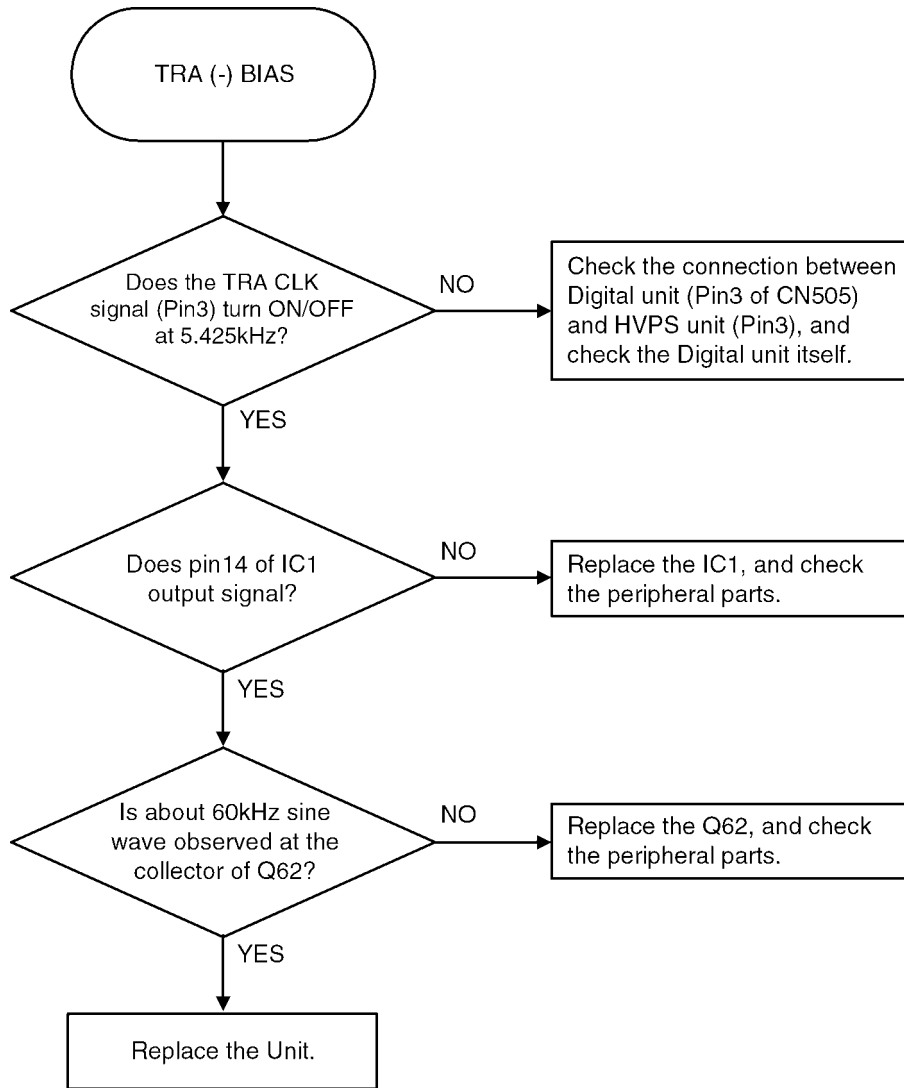 TRA (-) BIAS
Does the TRA CLK
signal (Pin3) turn ON/OFF
at 5.425kHz?
NO
Check the connection between
Digital unit (Pin3 of CN505)
and HVPS unit (Pin3), and
check the Digital unit itself.
YES
Does pin14 of IC1
output signal?
NO
Replace the IC1, and check
the peripheral parts.
YES
Is about 60kHz sine
wave observed at the
collector of Q62?
NO
Replace the Q62, and check
the peripheral parts.
YES
Replace the Unit.